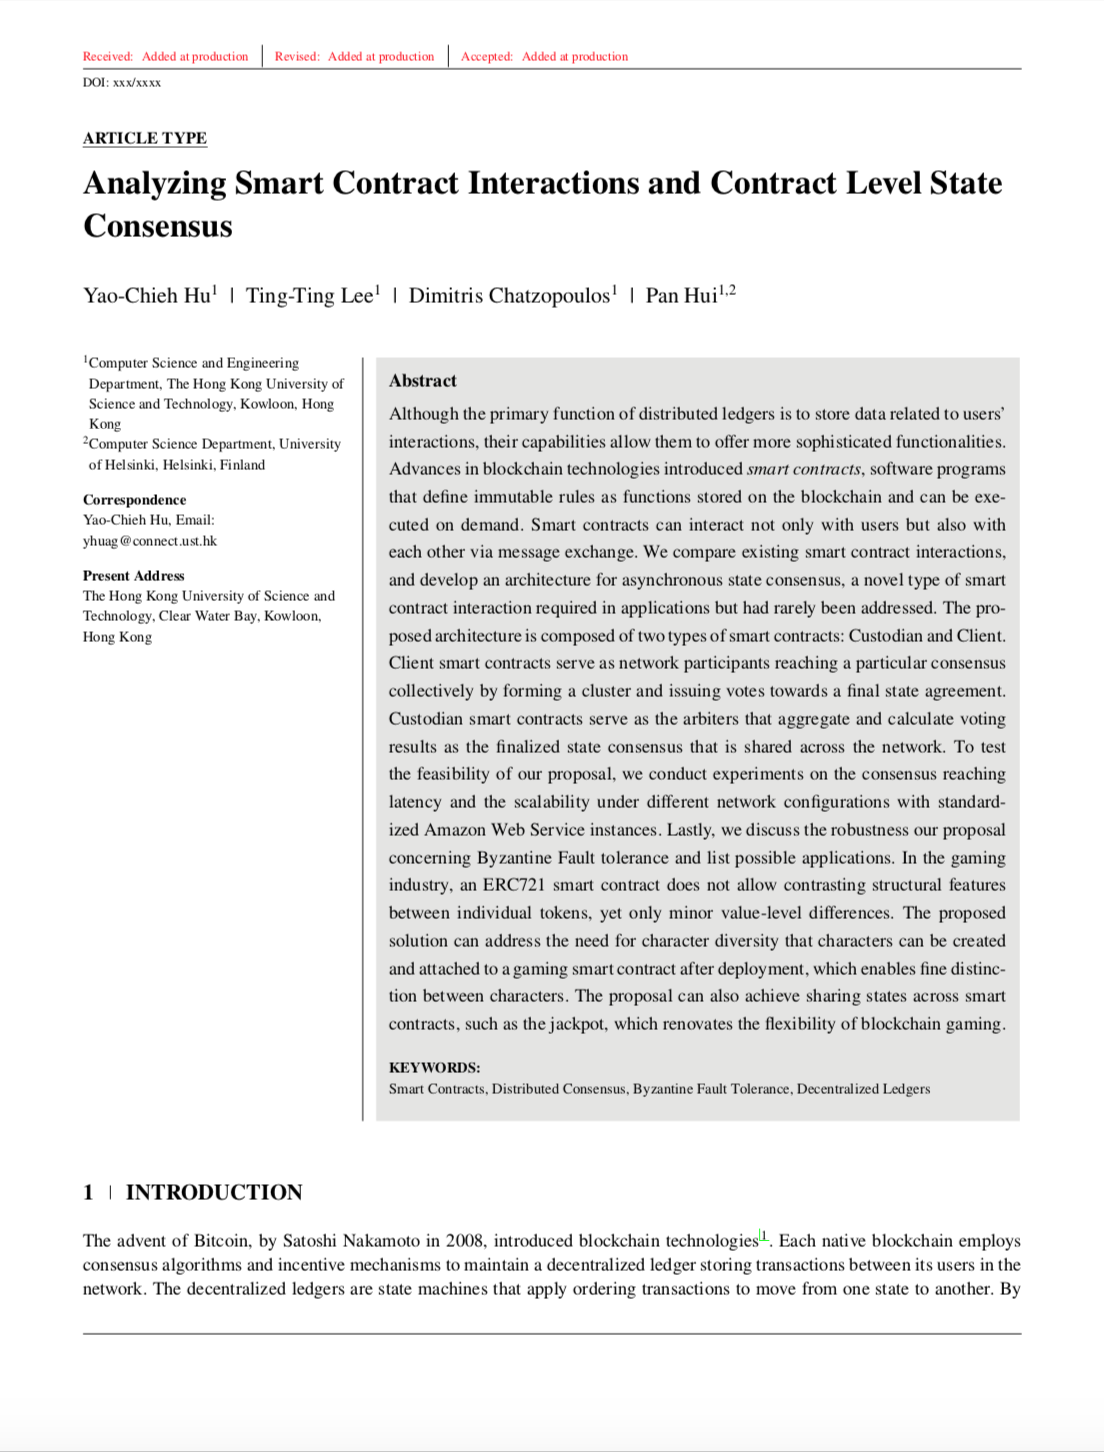 Received: Added at production | Revised: Added at production | Accepted: Added at production
DOI: xxx/xxxx
ARTICLE TYPE
Analyzing Smart Contract Interactions and Contract Level State
Consensus
Yao-Chieh Hu1 | Ting-Ting Lee1 | Dimitris Chatzopoulos1 | Pan Hui1,2
1Computer Science and Engineering
Department, The Hong Kong University of
Science and Technology, Kowloon, Hong
Kong
2Computer Science Department, University
of Helsinki, Helsinki, Finland
Correspondence
Yao-Chieh Hu, Email:
yhuag@connect.ust.hk
Present Address
The Hong Kong University of Science and
Technology, Clear Water Bay, Kowloon,
Hong Kong
Abstract
Although the primary function of distributed ledgers is to store data related to users’
interactions, their capabilities allow them to offer more sophisticated functionalities.
Advances in blockchain technologies introduced smart contracts, software programs
that define immutable rules as functions stored on the blockchain and can be exe-
cuted on demand. Smart contracts can interact not only with users but also with
each other via message exchange. We compare existing smart contract interactions,
and develop an architecture for asynchronous state consensus, a novel type of smart
contract interaction required in applications but had rarely been addressed. The pro-
posed architecture is composed of two types of smart contracts: Custodian and Client.
Client smart contracts serve as network participants reaching a particular consensus
collectively by forming a cluster and issuing votes towards a final state agreement.
Custodian smart contracts serve as the arbiters that aggregate and calculate voting
results as the finalized state consensus that is shared across the network. To test
the feasibility of our proposal, we conduct experiments on the consensus reaching
latency and the scalability under different network configurations with standard-
ized Amazon Web Service instances. Lastly, we discuss the robustness our proposal
concerning Byzantine Fault tolerance and list possible applications. In the gaming
industry, an ERC721 smart contract does not allow contrasting structural features
between individual tokens, yet only minor value-level differences. The proposed
solution can address the need for character diversity that characters can be created
and attached to a gaming smart contract after deployment, which enables fine distinc-
tion between characters. The proposal can also achieve sharing states across smart
contracts, such as the jackpot, which renovates the flexibility of blockchain gaming.
KEYWORDS:
Smart Contracts, Distributed Consensus, Byzantine Fault Tolerance, Decentralized Ledgers
1 | INTRODUCTION
The advent of Bitcoin, by Satoshi Nakamoto in 2008, introduced blockchain technologies1. Each native blockchain employs
consensus algorithms and incentive mechanisms to maintain a decentralized ledger storing transactions between its users in the
network. The decentralized ledgers are state machines that apply ordering transactions to move from one state to another. By